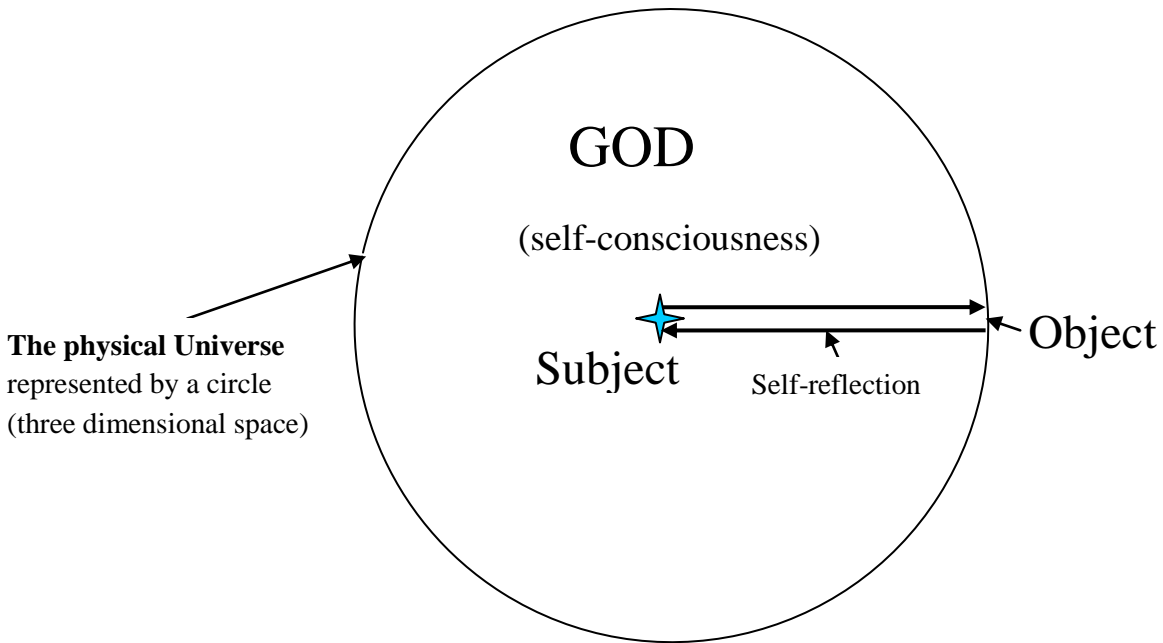 GOD
(self-consciousness)
Object
The physical Universe
represented by a circle
(three dimensional space)
Subject
Self-reflection